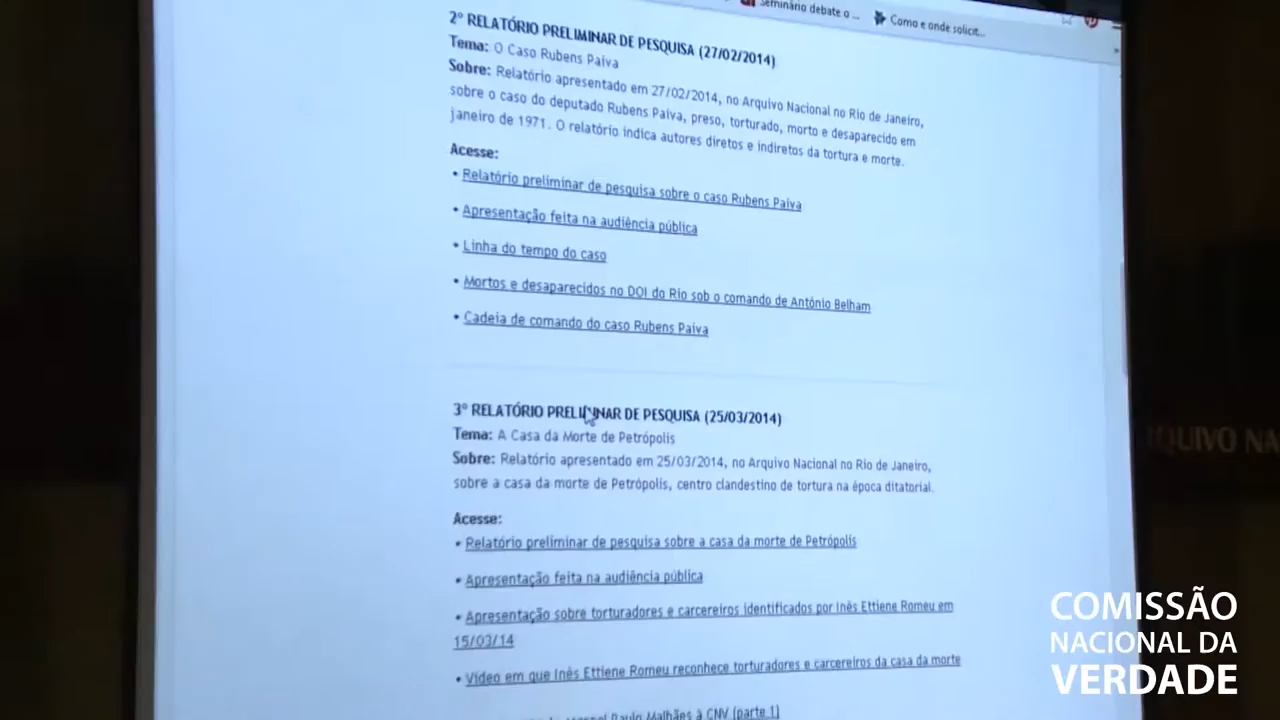 Seminário debate o ...
Como e onde solicit...
2º RELATÓRIO PRELIMINAR DE PESQUISA (27/02/2014)
Tema: O Caso Rubens Paiva
Sobre: Relatório apresentado em 27/02/2014, no Arquivo Nacional no Rio de Janeiro,
sobre o caso do deputado Rubens Paiva, preso, torturado, morto e desaparecido em
janeiro de 1971. O relatório indica autores diretos e indiretos da tortura e morte.
Acesse:
• Relatório preliminar de pesquisa sobre o caso Rubens Paiva
• Apresentação feita na audiência pública
• Linha do tempo do caso
• Mortos e desaparecidos no DOI do Rio sob o comando de Antônio Belham
• Cadeia de comando do caso Rubens Paiva
3º RELATÓRIO PRELIMINAR DE PESQUISA (25/03/2014)
Tema: A Casa da Morte de Petrópolis
Sobre: Relatório apresentado em 25/03/2014, no Arquivo Nacional no Rio de Janeiro,
sobre a casa da morte de Petrópolis, centro clandestino de tortura na época ditatorial.
Acesse:
• Relatório preliminar de pesquisa sobre a casa da morte de Petrópolis
• Apresentação feita na audiência pública
• Apresentação sobre torturadores e carcereiros identificados por Inês Ettiene Romeu em
15/03/14
• Vídeo em que Inês Ettiene Romeu reconhece torturadores e carcereiros da casa da morte
Paulo Malhães à CNV (parte 1)
RQUIVO NA
COMISSÃO
NACIONAL DA
VERDADE